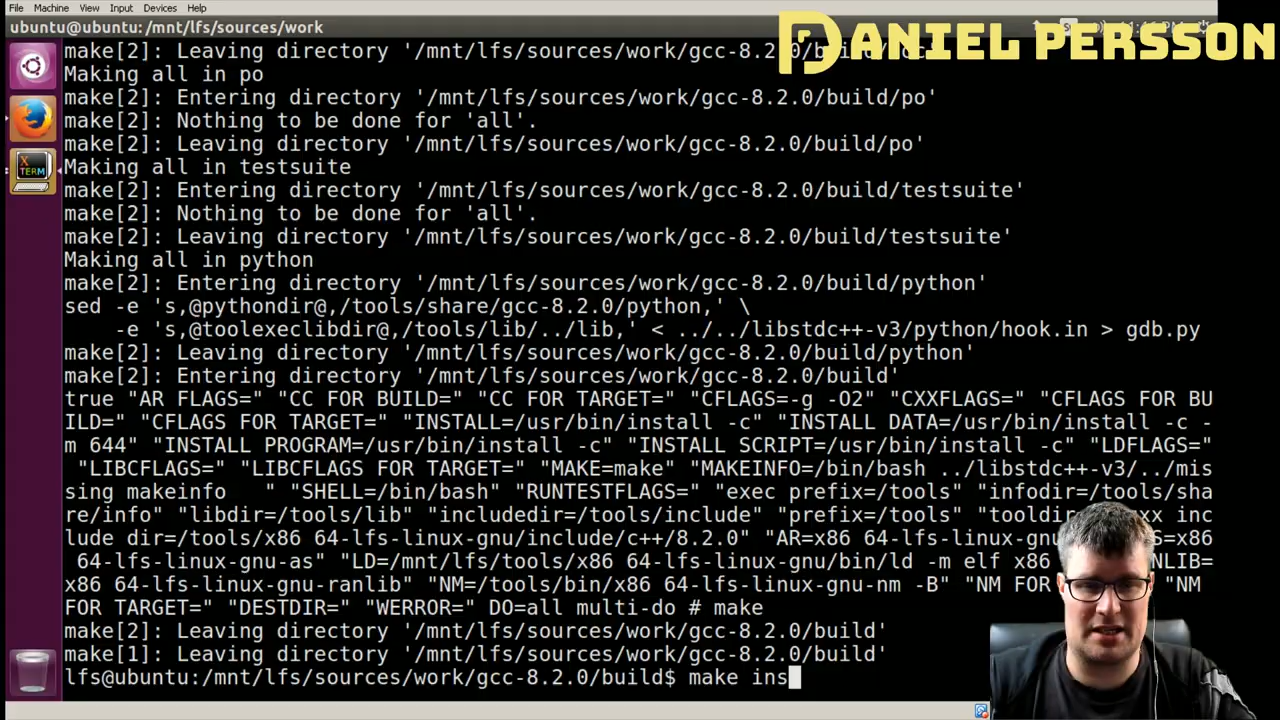 File Machine View Input Devices Help
ubuntu@ubuntu: /mnt/lfs/sources/work
DANIEL PERSSON
make[2]: Leaving directory '/mnt/lfs/sources/work/gcc-8.2.0/build/
Making all in po
make[2]: Entering directory '/mnt/lfs/sources/work/gcc-8.2.0/build/po'
make[2]: Nothing to be done for 'all'.
make[2]: Leaving directory '/mnt/lfs/sources/work/gcc-8.2.0/build/po'
Making all in testsuite
make[2]: Entering directory '/mnt/lfs/sources/work/gcc-8.2.0/build/testsuite'
make[2]: Nothing to be done for 'all'.
make[2]: Leaving directory '/mnt/lfs/sources/work/gcc-8.2.0/build/testsuite'
Making all in python
make[2]: Entering directory '/mnt/lfs/sources/work/gcc-8.2.0/build/python'
sed -e 's,@pythondir@,/tools/share/gcc-8.2.0/python,' \
-e 's,@toolexeclibdir@,/tools/lib/../lib,' < ../../libstdc++-v3/python/hook.in > gdb.py
make[2]: Leaving directory '/mnt/lfs/sources/work/gcc-8.2.0/build/python'
make[2]: Entering directory '/mnt/lfs/sources/work/gcc-8.2.0/build'
true "AR FLAGS=" "CC FOR BUILD=" "CC FOR TARGET=" "CFLAGS=-g -O2" "CXXFLAGS=" "CFLAGS FOR BU
ILD=" "CFLAGS FOR TARGET=" "INSTALL=/usr/bin/install -c" "INSTALL DATA=/usr/bin/install -c -
m 644" "INSTALL PROGRAM=/usr/bin/install -c" "INSTALL SCRIPT=/usr/bin/install -c" "LDFLAGS="
"LIBCFLAGS=" "LIBCFLAGS FOR TARGET=" "MAKE=make" "MAKEINFO=/bin/bash ../libstdc++-v3/../mis
sing makeinfo " "SHELL=/bin/bash" "RUNTESTFLAGS=" "exec prefix=/tools" "infodir=/tools/sha
re/info" "libdir=/tools/lib" "includedir=/tools/include" "prefix=/tools" "tooldir xx inc
lude dir=/tools/x86 64-lfs-linux-gnu/include/c++/8.2.0" "AR=x86 64-lfs-linux-gnu S=x86
64-lfs-linux-gnu-as" "LD=/mnt/lfs/tools/x86 64-lfs-linux-gnu/bin/ld -m elf x86 NLIB=
x86 64-lfs-linux-gnu-ranlib" "NM=/tools/bin/x86 64-lfs-linux-gnu-nm -B" "NM FOR "NM
FOR TARGET=" "DESTDIR=" "WERROR=" DO=all multi-do # make
make[2]: Leaving directory '/mnt/lfs/sources/work/gcc-8.2.0/build'
make[1]: Leaving directory '/mnt/lfs/sources/work/gcc-8.2.0/build'
lfs@ubuntu:/mnt/lfs/sources/work/gcc-8.2.0/build$ make ins
XTERM